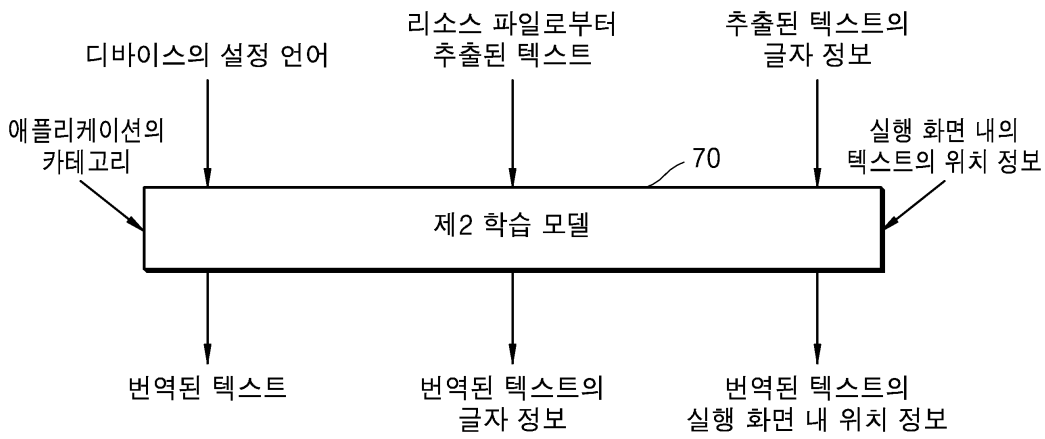 디바이스의 설정 언어
리소스 파일로부터
추출된 텍스트
추출된 텍스트의
글자 정보
애플리케이션의
카테고리
실행 화면 내의
텍스트의 위치 정보
70
제2 학습 모델
번역된 텍스트
번역된 텍스트의
글자 정보
번역된 텍스트의
실행 화면 내 위치 정보